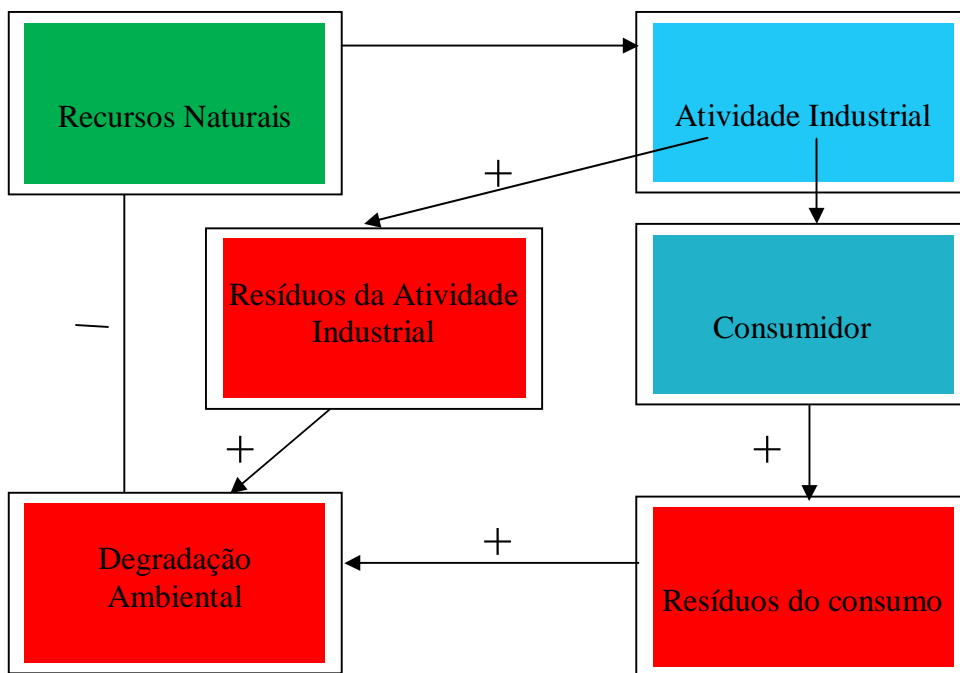 Recursos Naturais
Atividade Industrial
+
Resíduos da Atividade
Industrial
Consumidor
–
+
+
+
Degradação
Ambiental
Resíduos do consumo